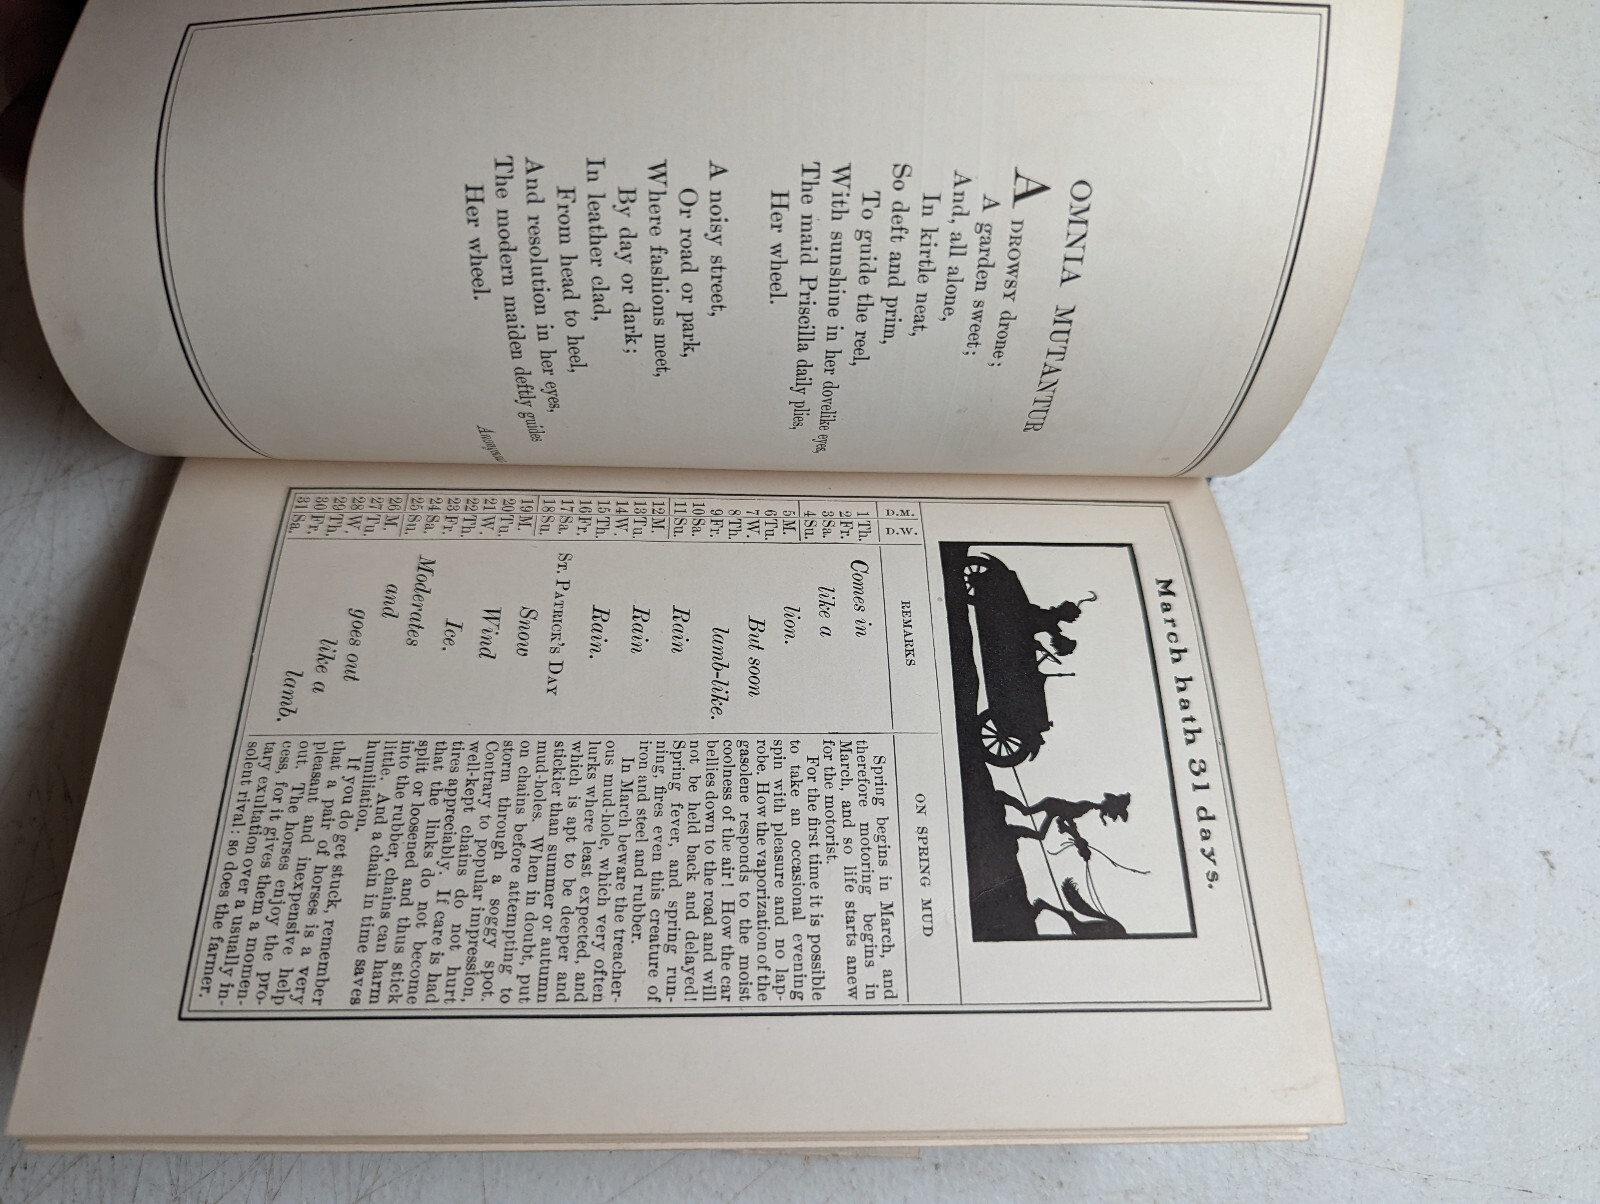 OMNIA MUTANTUR
A DROWSY drone;
A garden sweet;
And, all alone,
In kirtle neat,
So deft and prim,
To guide the reel,
With sunshine in her dovelike eyes,
The maid Priscilla daily plies,
Her wheel.
A noisy street,
Or road or park,
Where fashions meet,
By day or dark;
In leather clad,
From head to heel,
And resolution in her eyes,
The modern maiden deftly guides
Her wheel.
Anonymous
March hath 31 days.
D.M. D.W. REMARKS
1 Th. Comes in
2 Fr.
3 Sa. like a
4 Su.
5 M. lion.
6 Tu.
7 W. But soon
8 Th.
9 Fr. lamb-like.
10 Sa.
11 Su. Rain
12 M.
13 Tu. Rain
14 W.
15 Th. Rain.
16 Fr.
17 Sa. ST. PATRICK'S DAY
18 Su.
19 M. Snow
20 Tu.
21 W. Wind
22 Th.
23 Fr. Ice.
24 Sa.
25 Su. Moderates
26 M. and
27 Tu.
28 W. goes out
29 Th.
30 Fr. like a
31 Sa. lamb.
ON SPRING MUD
Spring begins in March, and
therefore motoring begins in
March, and so life starts anew
for the motorist.
For the first time it is possible
to take an occasional evening
spin with pleasure and no lap-
robe. How the vaporization of the
gasolene responds to the moist
coolness of the air! How the car
bellies down to the road and will
not be held back and delayed!
Spring fever, and spring run-
ning, fires even this creature of
iron and steel and rubber.
In March beware the treacher-
ous mud-hole, which very often
lurks where least expected, and
which is apt to be deeper and
stickier than summer or autumn
mud-holes. When in doubt, put
on chains before attempting to
storm through a soggy spot.
Contrary to popular impression,
well-kept chains do not hurt
tires appreciably. If care is had
that the links do not become
split or loosened and thus stick
into the rubber, chains can harm
little. And a chain in time saves
humiliation.
If you do get stuck, remember
that a pair of horses is a very
pleasant and inexpensive help
out. The horses enjoy the pro-
cess, for it gives them a momen-
tary exultation over a usually in-
solent rival: so does the farmer.